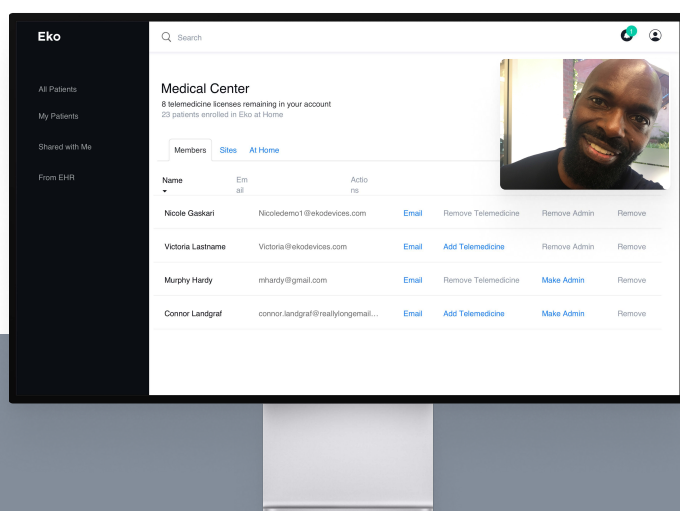 Eko
Search
1
All Patients
My Patients
Shared with Me
From EHR
Medical Center
8 telemedicine licenses remaining in your account
23 patients enrolled in Eko at Home
Members Sites At Home
Name Em Actio
ail ns
Nicole Gaskari Nicoledemo1@ekodevices.com Email Remove Telemedicine Remove Admin Remove
Victoria Lastname Victoria@ekodevices.com Email Add Telemedicine Remove Admin Remove
Murphy Hardy mhardy@gmail.com Email Remove Telemedicine Make Admin Remove
Connor Landgraf connor.landgraf@reallylongemail... Email Add Telemedicine Make Admin Remove